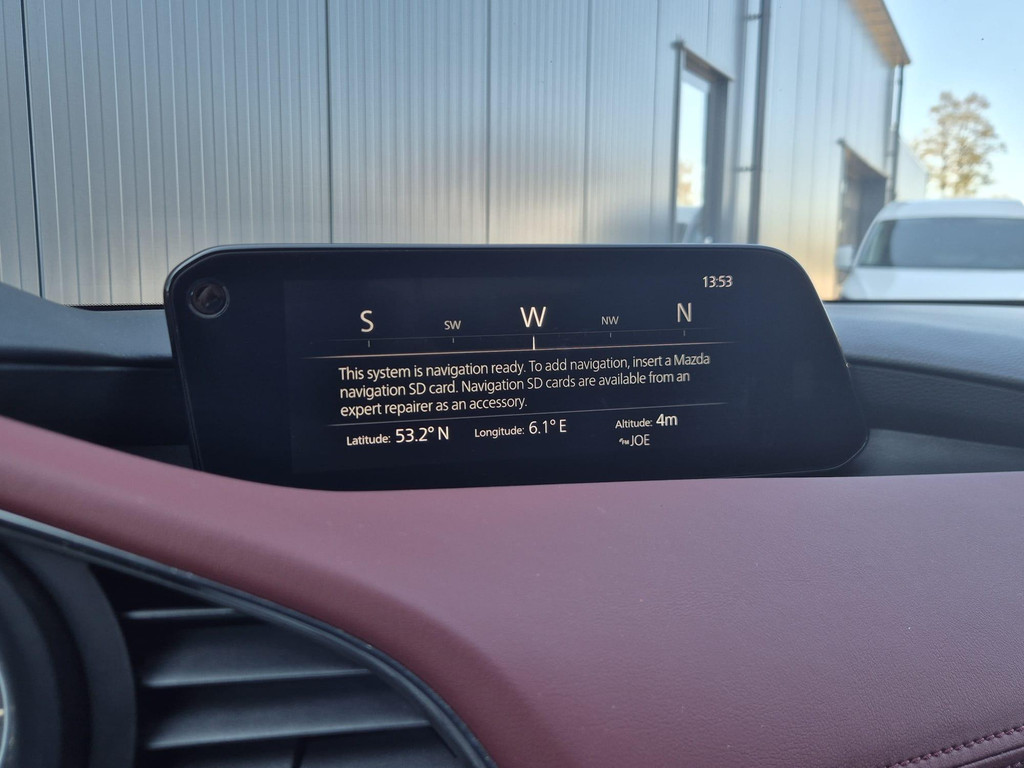 13:53
S SW W NW N
This system is navigation ready. To add navigation, insert a Mazda
navigation SD card. Navigation SD cards are available from an
expert repairer as an accessory.
Latitude: 53.2° N Longitude: 6.1° E Altitude: 4m
FM JOE